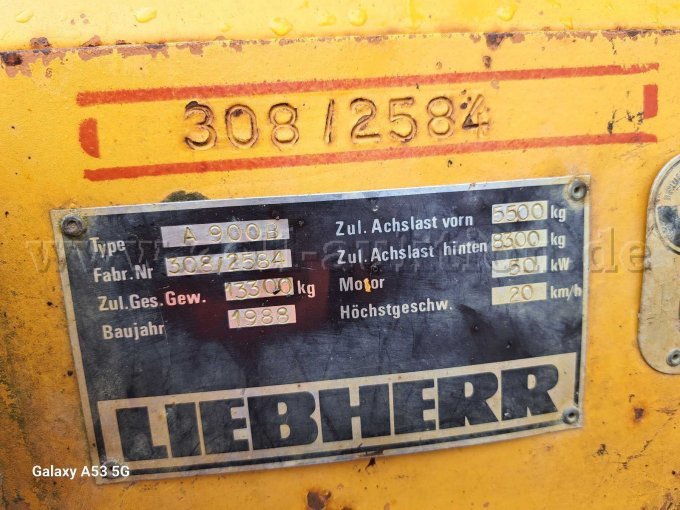 308/2584
Type A 900B
Fabr.Nr 308/2584
Zul.Ges.Gew. 13300 kg
Baujahr 1988
Zul. Achslast vorn 5500 kg
Zul. Achslast hinten 8300 kg
Motor 50 kW
Höchstgeschw. 20 km/h
LIEBHERR
Galaxy A53 5G